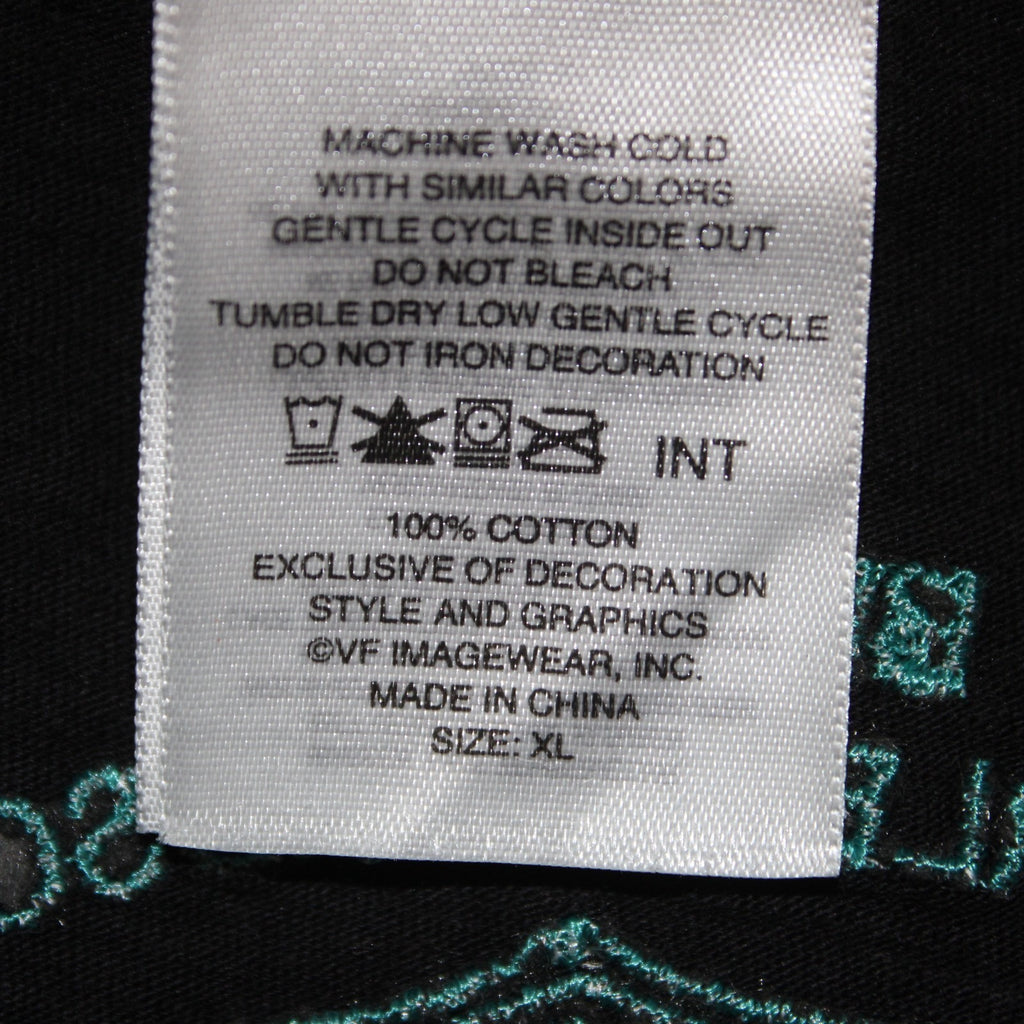 MACHINE WASH COLD
WITH SIMILAR COLORS
GENTLE CYCLE INSIDE OUT
DO NOT BLEACH
TUMBLE DRY LOW GENTLE CYCLE
DO NOT IRON DECORATION
INT
100% COTTON
EXCLUSIVE OF DECORATION
STYLE AND GRAPHICS
©VF IMAGEWEAR, INC.
MADE IN CHINA
SIZE: XL